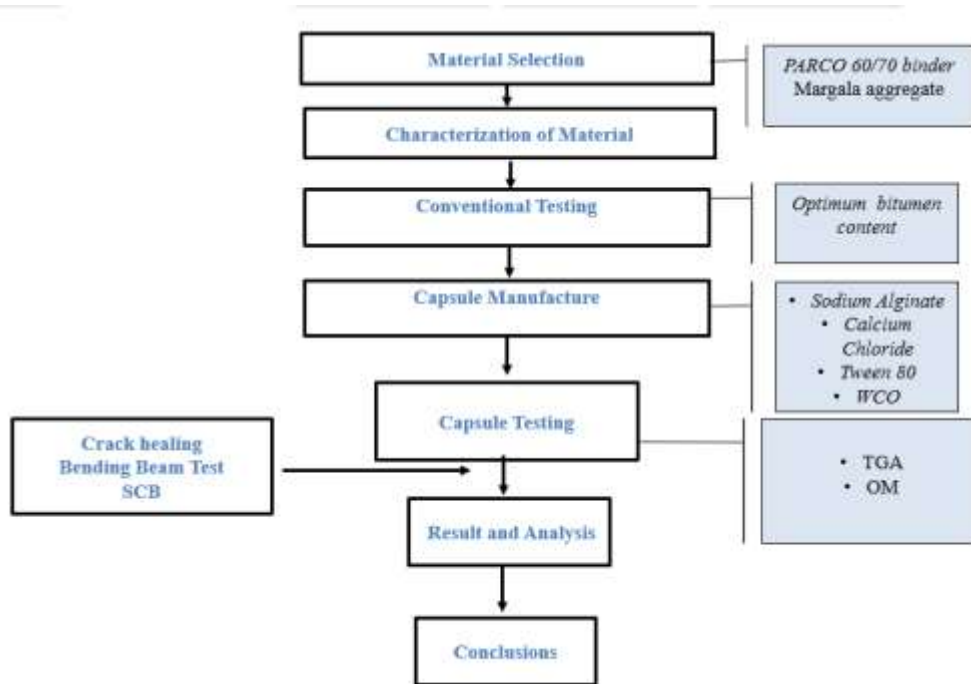 Material Selection
PARCO 60/70 binder
Margala aggregate
Characterization of Material
Conventional Testing
Optimum bitumen
content
Capsule Manufacture
• Sodium Alginate
• Calcium
Chloride
• Tween 80
• WCO
Capsule Testing
Crack healing
Bending Beam Test
SCB
• TGA
• OM
Result and Analysis
Conclusions